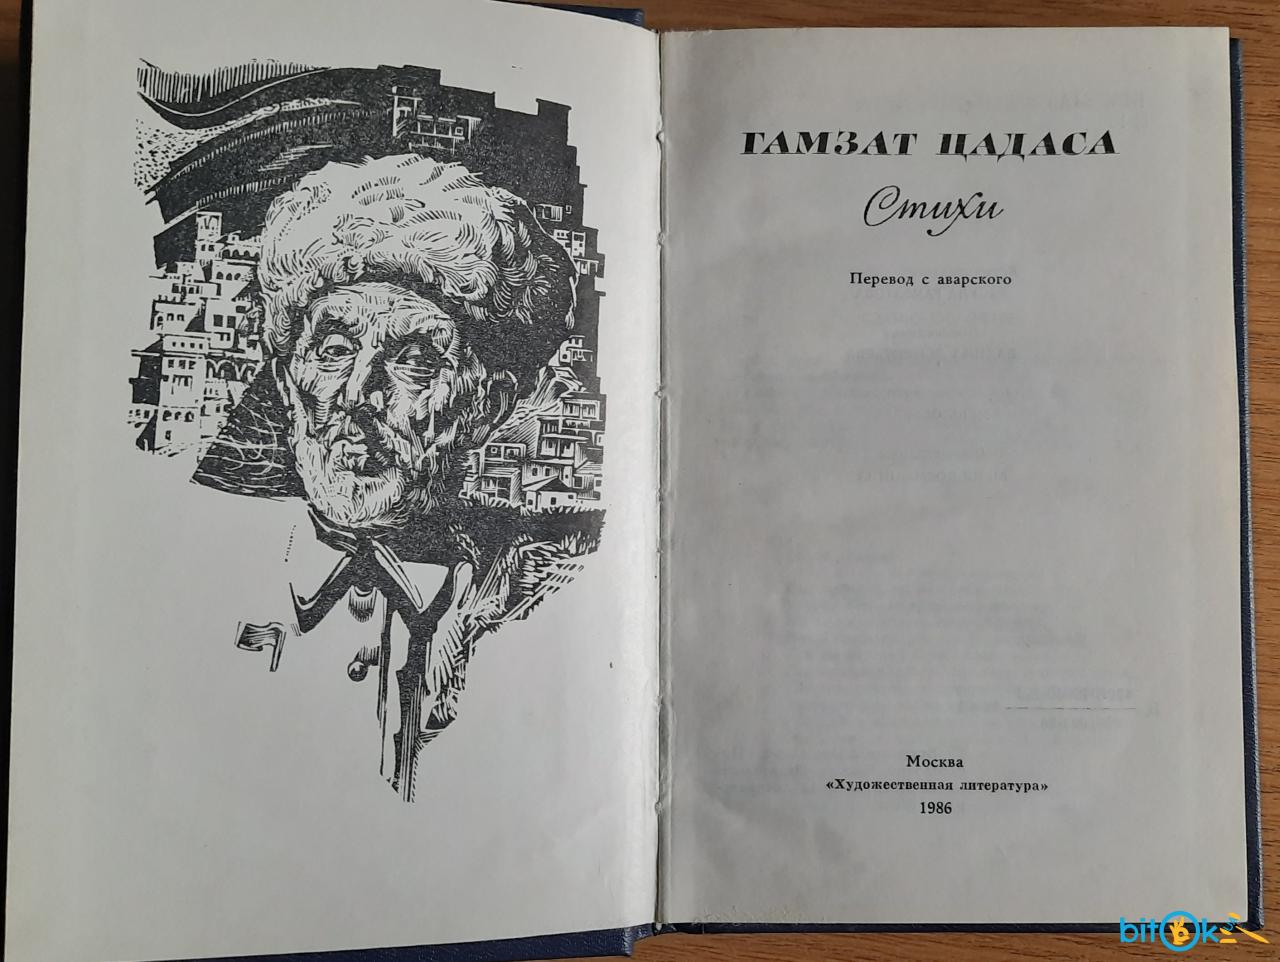 ГАМЗАТ ЦАДАСА
Стихи
Перевод с аварского
Москва
«Художественная литература»
1986
bitok